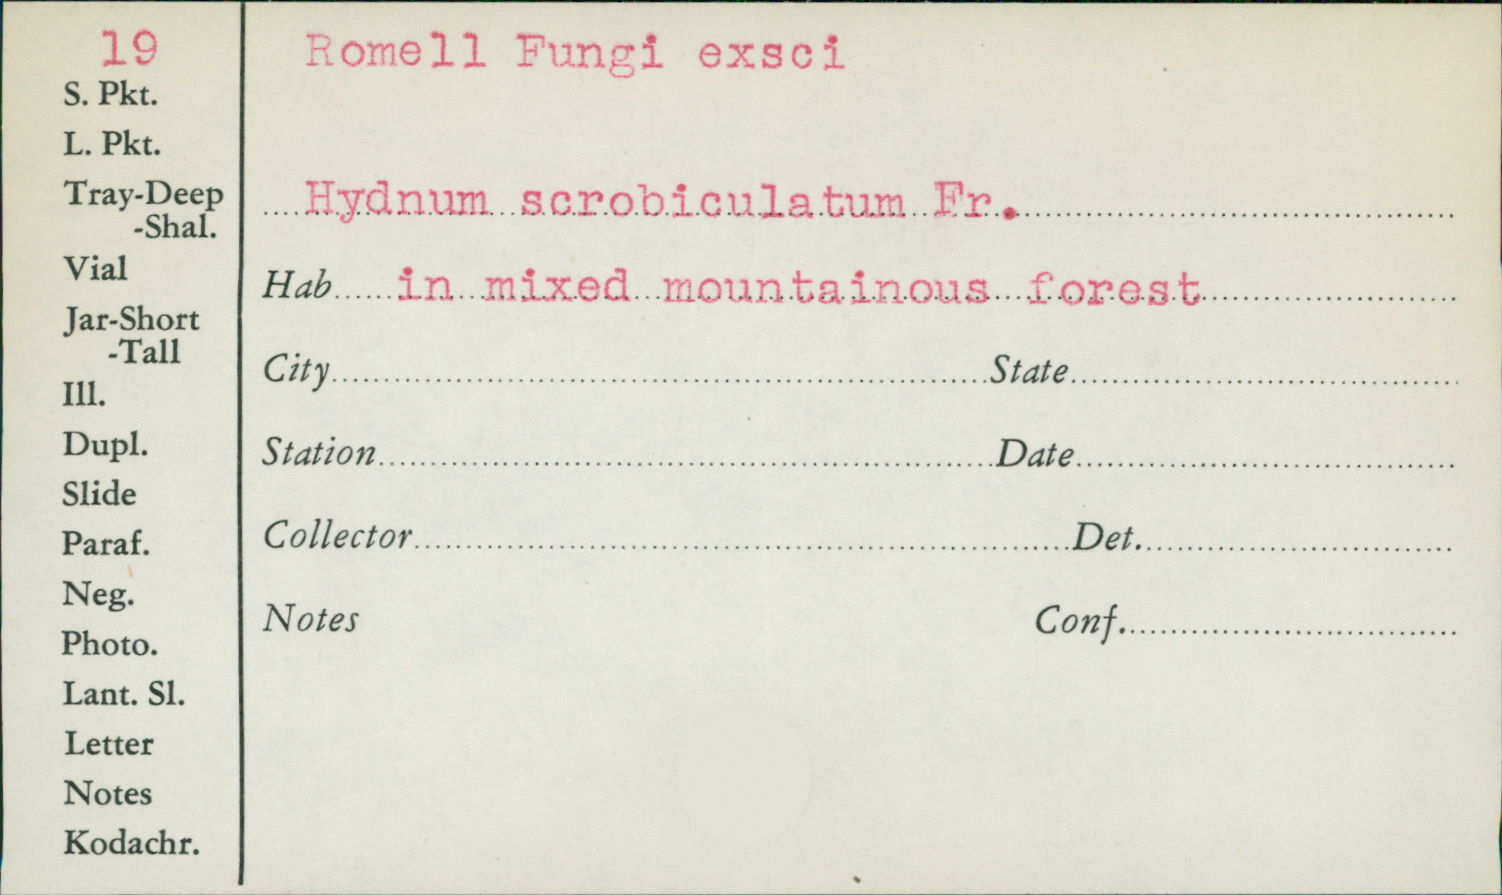 19
Romell Fungi exsci
S. Pkt.
L. Pkt.
Tray-Deep
-Shal.
Vial
Jar-Short
-Tall
Ill.
Dupl.
Slide
Paraf.
Neg.
Photo.
Lant. Sl.
Letter
Notes
Kodachr.
Hydnum scrobiculatum Fr.
Hab in mixed mountainous forest
City State
Station Date
Collector Det.
Notes Conf.